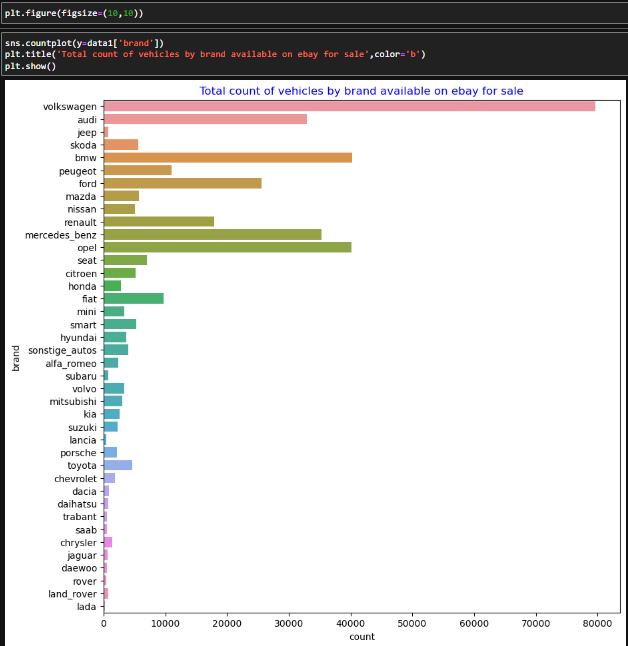 plt.figure(figsize=(10,10))
sns.countplot(y=data1['brand'])
plt.title('Total count of vehicles by brand available on ebay for sale',color='b')
plt.show()
Total count of vehicles by brand available on ebay for sale
volkswagen
audi
jeep
skoda
bmw
peugeot
ford
mazda
nissan
renault
mercedes_benz
opel
seat
citroen
honda
fiat
mini
smart
hyundai
sonstige_autos
alfa_romeo
subaru
volvo
mitsubishi
kia
suzuki
lancia
porsche
toyota
chevrolet
dacia
daihatsu
trabant
saab
chrysler
jaguar
daewoo
rover
land_rover
lada
brand
0 10000 20000 30000 40000 50000 60000 70000 80000
count